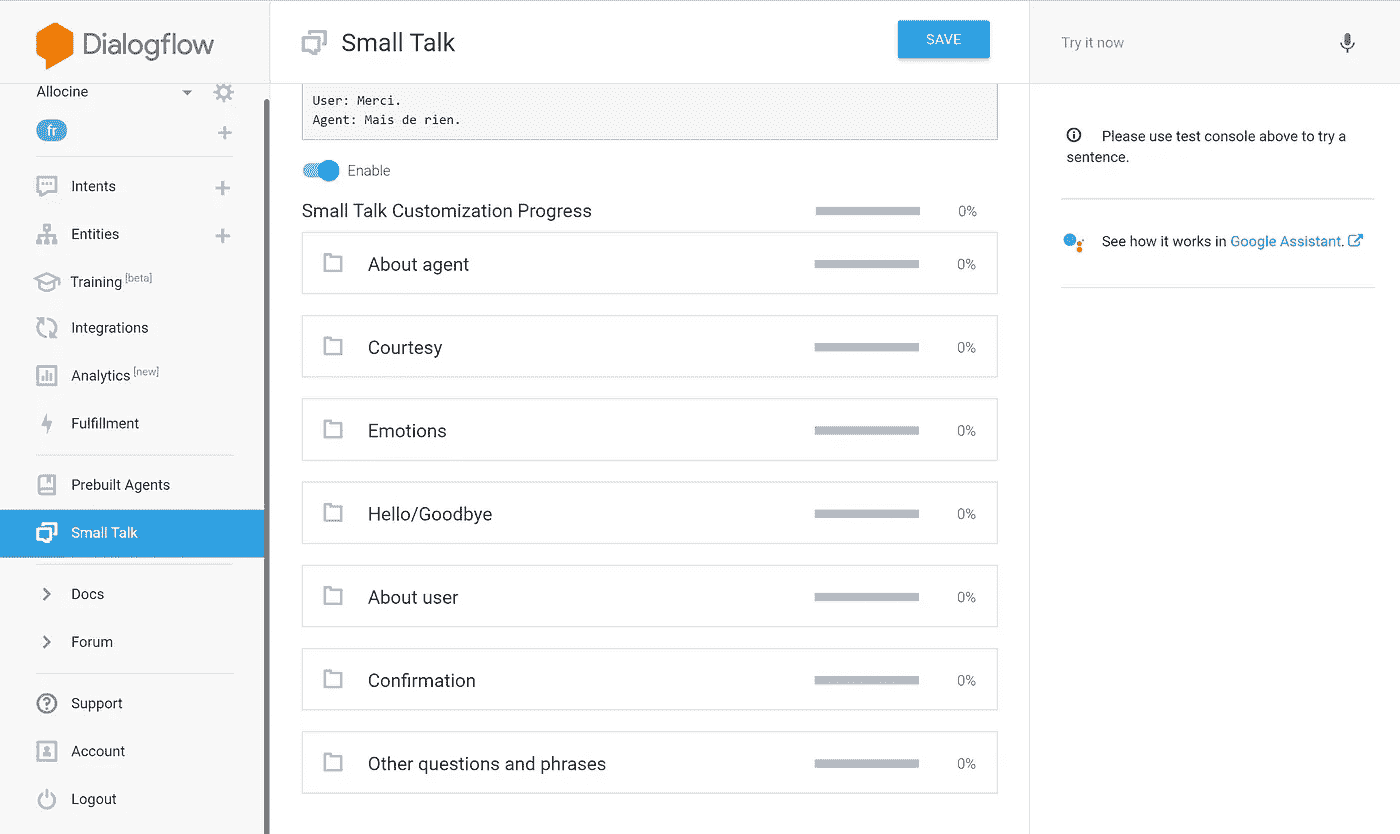 Dialogflow
Allocine
fr
Intents
Entities
Training [beta]
Integrations
Analytics [new]
Fulfillment
Prebuilt Agents
Small Talk
Docs
Forum
Support
Account
Logout
Small Talk
SAVE
User: Merci.
Agent: Mais de rien.
Enable
Small Talk Customization Progress 0%
About agent 0%
Courtesy 0%
Emotions 0%
Hello/Goodbye 0%
About user 0%
Confirmation 0%
Other questions and phrases 0%
Try it now
Please use test console above to try a
sentence.
See how it works in Google Assistant.